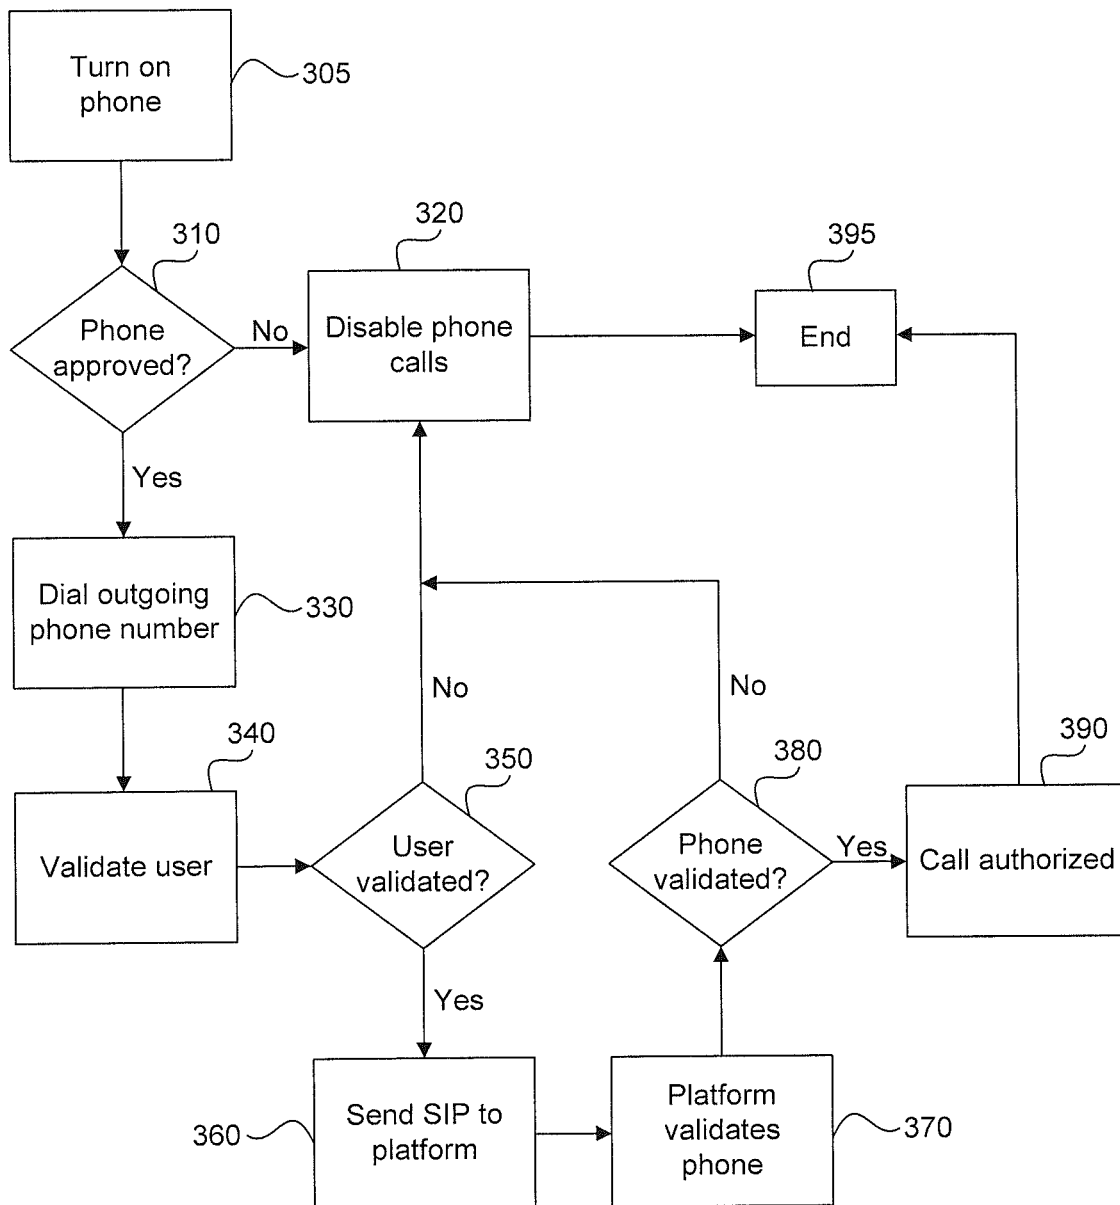 Turn on
phone
305
310
Phone
approved?
No
Yes
320
Disable phone
calls
395
End
Dial outgoing
phone number
330
340
Validate user
350
User
validated?
No
Yes
360
Send SIP to
platform
Platform
validates
phone
370
380
Phone
validated?
No
Yes
390
Call authorized